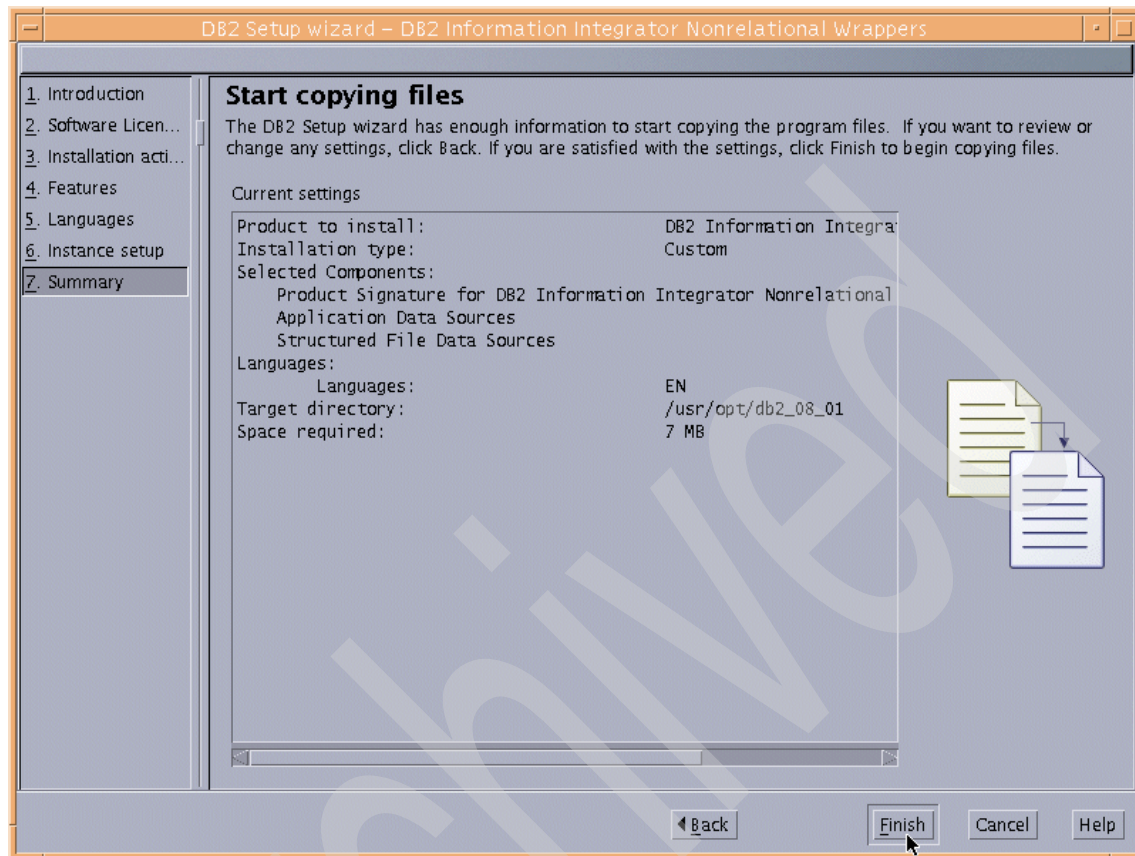 DB2 Setup wizard – DB2 Information Integrator Nonrelational Wrappers
1. Introduction
2. Software Licen...
3. Installation acti...
4. Features
5. Languages
6. Instance setup
7. Summary
Start copying files
The DB2 Setup wizard has enough information to start copying the program files. If you want to review or
change any settings, click Back. If you are satisfied with the settings, click Finish to begin copying files.
Current settings
Product to install: DB2 Information Integra
Installation type: Custom
Selected Components:
Product Signature for DB2 Information Integrator Nonrelational
Application Data Sources
Structured File Data Sources
Languages:
Languages: EN
Target directory: /usr/opt/db2_08_01
Space required: 7 MB
Back
Finish
Cancel
Help
hived